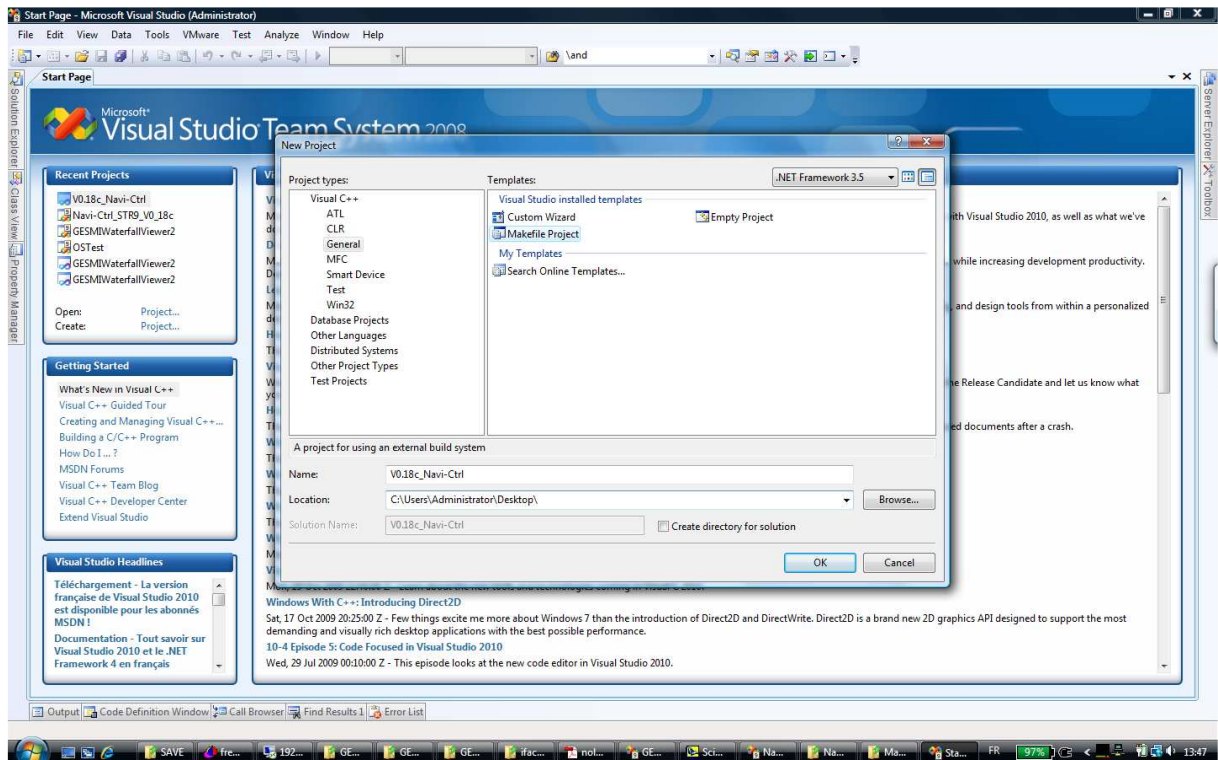 Start Page - Microsoft Visual Studio (Administrator)
File Edit View Data Tools VMware Test Analyze Window Help
\and
Start Page
Solution Explorer
Class View
Property Manager
Server Explorer
Toolbox
Microsoft
Visual Studio Team System 2008
Recent Projects
V0.18c_Navi-Ctrl
Navi-Ctrl_STR9_V0_18c
GESMIWaterfallViewer2
OSTest
GESMIWaterfallViewer2
GESMIWaterfallViewer2
Open: Project...
Create: Project...
Getting Started
What's New in Visual C++
Visual C++ Guided Tour
Creating and Managing Visual C++...
Building a C/C++ Program
How Do I ... ?
MSDN Forums
Visual C++ Team Blog
Visual C++ Developer Center
Extend Visual Studio
Visual Studio Headlines
Téléchargement - La version
française de Visual Studio 2010
est disponible pour les abonnés
MSDN !
Documentation - Tout savoir sur
Visual Studio 2010 et le .NET
Framework 4 en français
New Project
Project types:
Templates:
.NET Framework 3.5
Visual C++
ATL
CLR
General
MFC
Smart Device
Test
Win32
Database Projects
Other Languages
Distributed Systems
Other Project Types
Test Projects
Visual Studio installed templates
Custom Wizard
Empty Project
Makefile Project
My Templates
Search Online Templates...
A project for using an external build system
Name: V0.18c_Navi-Ctrl
Location: C:\Users\Administrator\Desktop\
Browse...
Solution Name: V0.18c_Navi-Ctrl
Create directory for solution
OK Cancel
ith Visual Studio 2010, as well as what we've
while increasing development productivity.
, and design tools from within a personalized
he Release Candidate and let us know what
ed documents after a crash.
Windows With C++: Introducing Direct2D
Sat, 17 Oct 2009 20:25:00 Z - Few things excite me more about Windows 7 than the introduction of Direct2D and DirectWrite. Direct2D is a brand new 2D graphics API designed to support the most
demanding and visually rich desktop applications with the best possible performance.
10-4 Episode 5: Code Focused in Visual Studio 2010
Wed, 29 Jul 2009 00:10:00 Z - This episode looks at the new code editor in Visual Studio 2010.
Output Code Definition Window Call Browser Find Results 1 Error List
SAVE fre... 192... GE... GE... GE... ifac... nol... GE... Sci... Na... Na... Ma... Sta... FR 97% 13:47